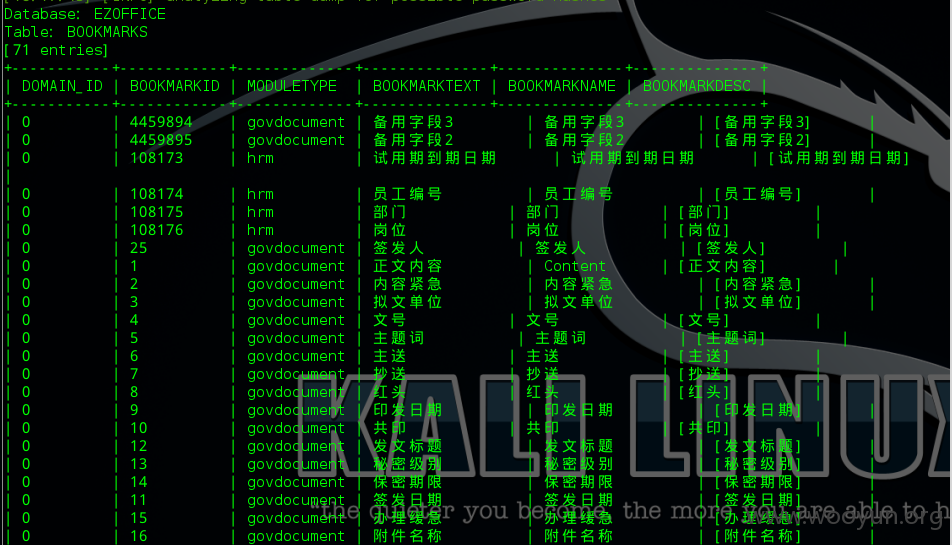 Database: EZOFFICE
Table: BOOKMARKS
[71 entries]
+-----------+------------+-------------+--------------+--------------+--------------+
| DOMAIN_ID | BOOKMARKID | MODULETYPE | BOOKMARKTEXT | BOOKMARKNAME | BOOKMARKDESC |
+-----------+------------+-------------+--------------+--------------+--------------+
| 0 | 4459894 | govdocument | 备用字段3 | 备用字段3 | [备用字段3] |
| 0 | 4459895 | govdocument | 备用字段2 | 备用字段2 | [备用字段2] |
| 0 | 108173 | hrm | 试用期到期日期 | 试用期到期日期 | [试用期到期日期]
|
| 0 | 108174 | hrm | 员工编号 | 员工编号 | [员工编号] |
| 0 | 108175 | hrm | 部门 | 部门 | [部门] |
| 0 | 108176 | hrm | 岗位 | 岗位 | [岗位] |
| 0 | 25 | govdocument | 签发人 | 签发人 | [签发人] |
| 0 | 1 | govdocument | 正文内容 | Content | [正文内容] |
| 0 | 2 | govdocument | 内容紧急 | 内容紧急 | [内容紧急] |
| 0 | 3 | govdocument | 拟文单位 | 拟文单位 | [拟文单位] |
| 0 | 4 | govdocument | 文号 | 文号 | [文号] |
| 0 | 5 | govdocument | 主题词 | 主题词 | [主题词] |
| 0 | 6 | govdocument | 主送 | 主送 | [主送] |
| 0 | 7 | govdocument | 抄送 | 抄送 | [抄送] |
| 0 | 8 | govdocument | 红头 | 红头 | [红头] |
| 0 | 9 | govdocument | 印发日期 | 印发日期 | [印发日期] |
| 0 | 10 | govdocument | 共印 | 共印 | [共印] |
| 0 | 12 | govdocument | 发文标题 | 发文标题 | [发文标题] |
| 0 | 13 | govdocument | 秘密级别 | 秘密级别 | [秘密级别] |
| 0 | 14 | govdocument | 保密期限 | 保密期限 | [保密期限] |
| 0 | 11 | govdocument | 签发日期 | 签发日期 | [签发日期] |
| 0 | 15 | govdocument | 办理缓急 | 办理缓急 | [办理缓急] |
| 0 | 16 | govdocument | 附件名称 | 附件名称 | [附件名称] |
KALI LINUX
"the quieter you become, the more you are able to h
www.wooyun.org